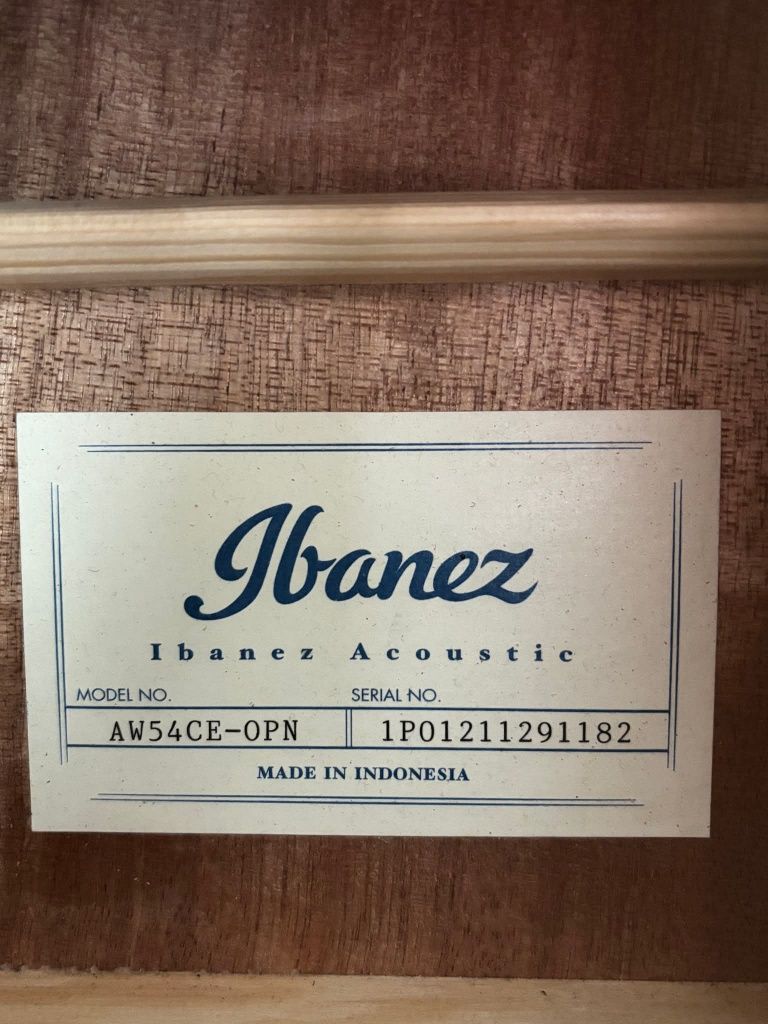 Ibanez
Ibanez Acoustic
MODEL NO. SERIAL NO.
AW54CE-OPN 1P01211291182
MADE IN INDONESIA